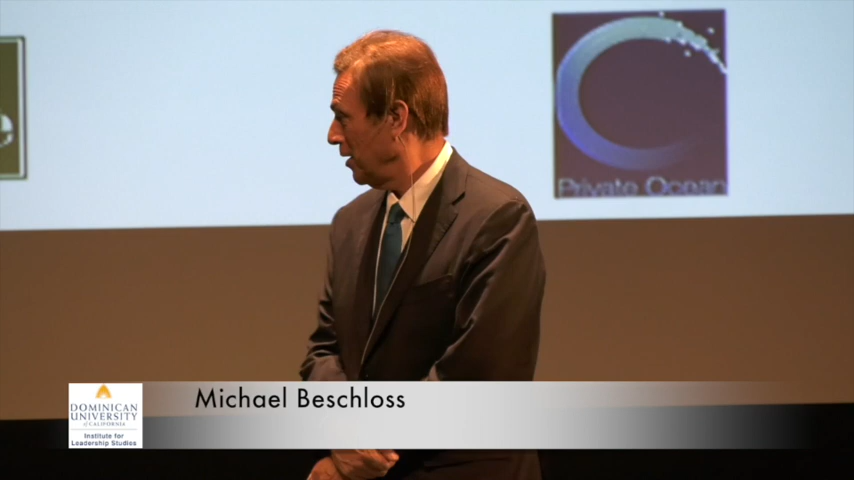 Private Ocean
Michael Beschloss
DOMINICAN
UNIVERSITY
of CALIFORNIA
Institute for
Leadership Studies